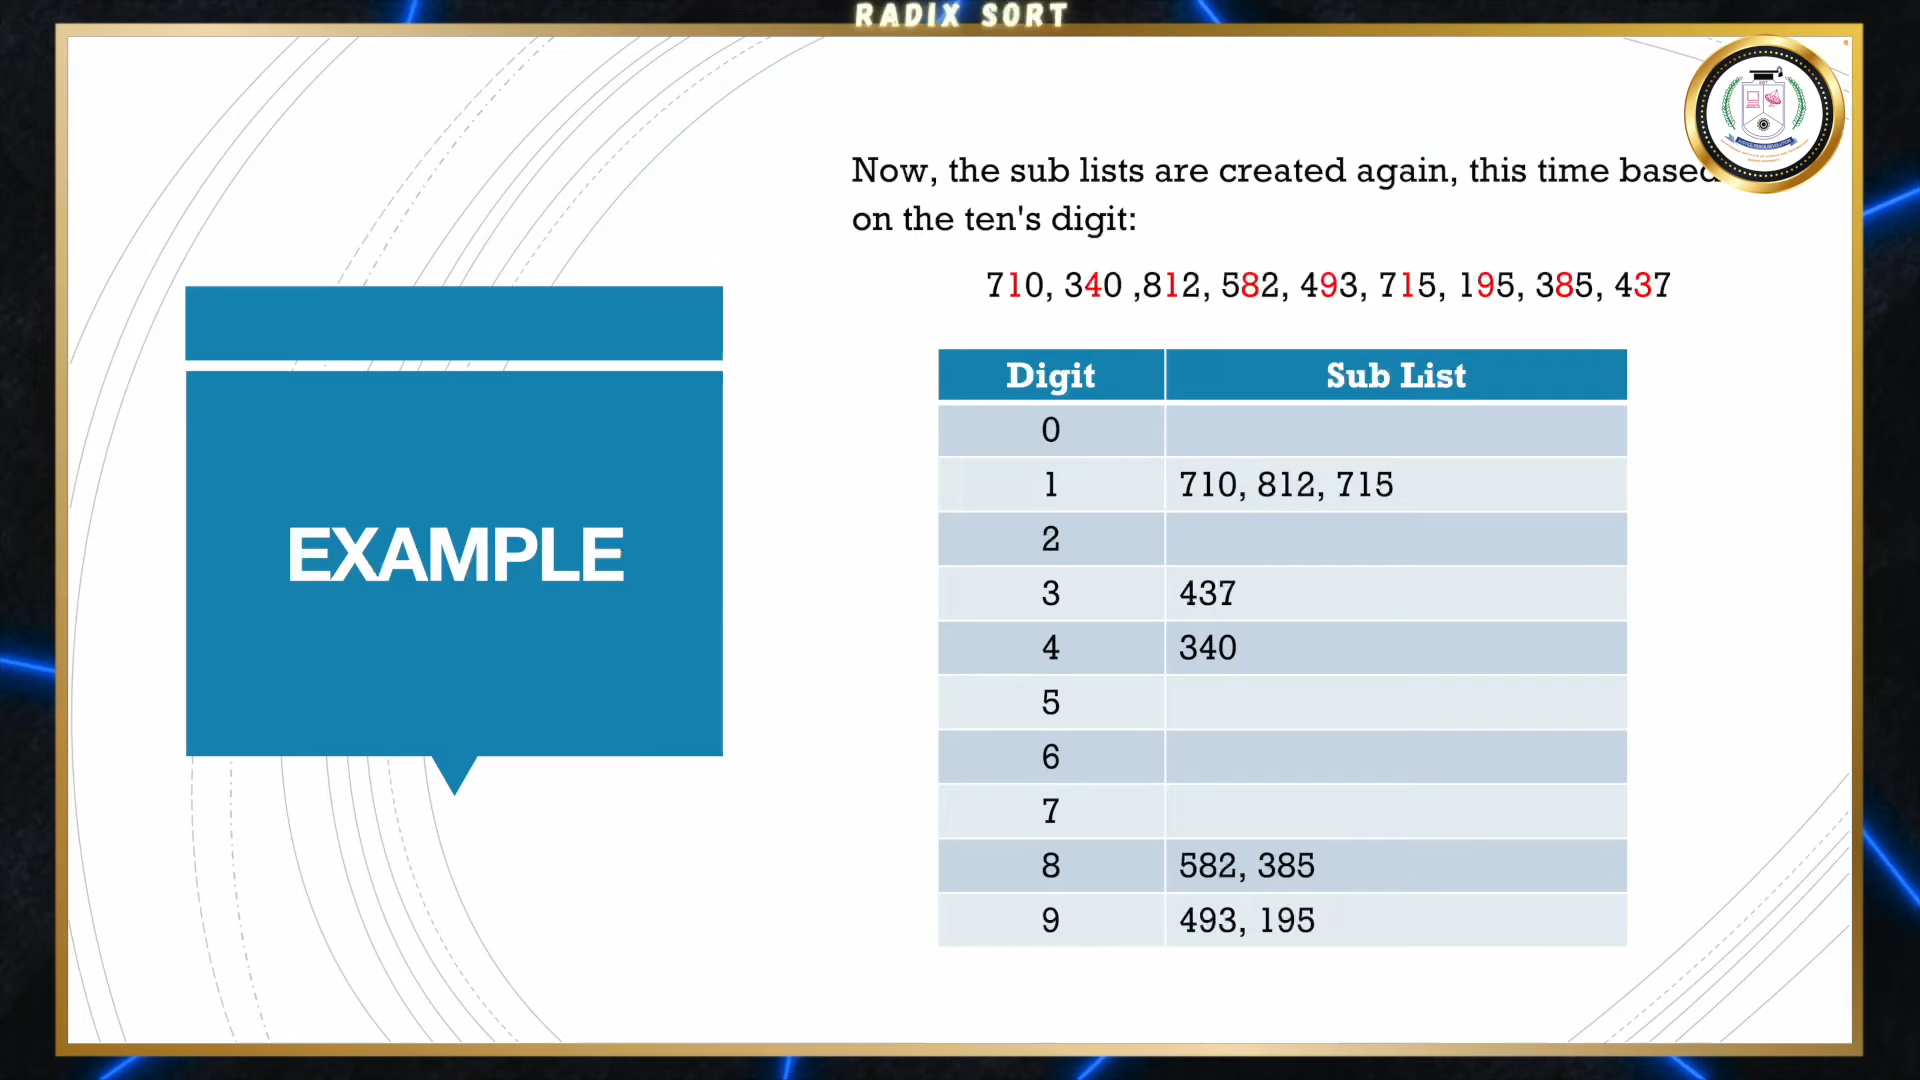 RADIX SORT
Now, the sub lists are created again, this time based
on the ten's digit:
710, 340 ,812, 582, 493, 715, 195, 385, 437
EXAMPLE
Digit Sub List
0
1 710, 812, 715
2
3 437
4 340
5
6
7
8 582, 385
9 493, 195